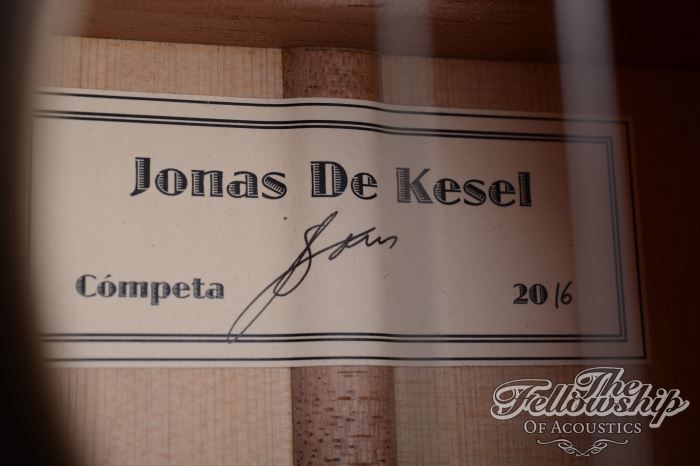 Jonas De Kesel
Cómpeta
2016
The
Fellowship
OF ACOUSTICS